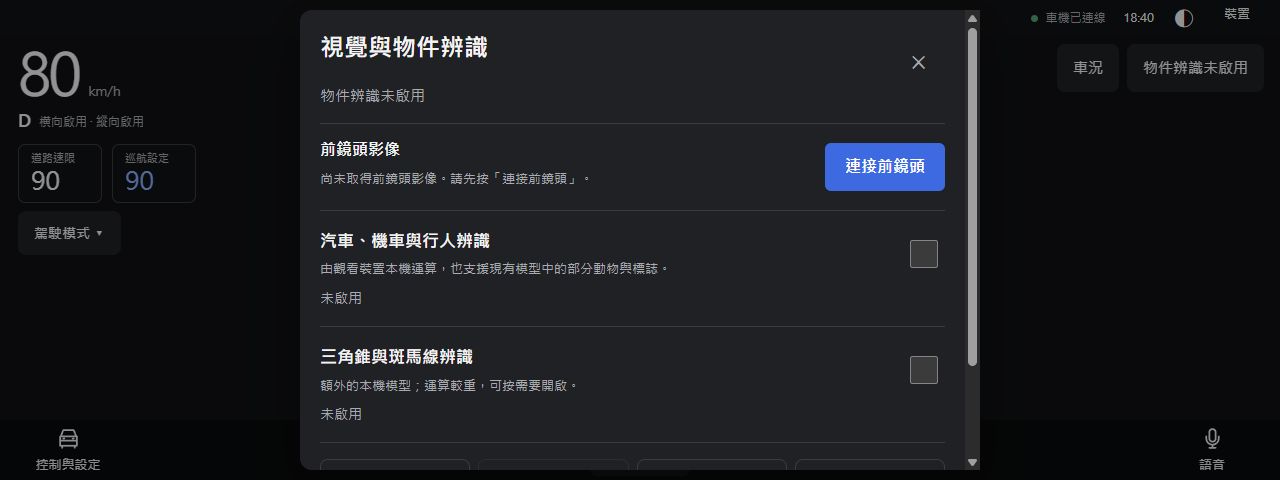 車機已連線
18:40
裝置
80 km/h
D 橫向啟用 · 縱向啟用
道路速限
90
巡航設定
90
駕駛模式 ▾
車況
物件辨識未啟用
視覺與物件辨識
×
物件辨識未啟用
前鏡頭影像
尚未取得前鏡頭影像。請先按「連接前鏡頭」。
連接前鏡頭
汽車、機車與行人辨識
由觀看裝置本機運算，也支援現有模型中的部分動物與標誌。
未啟用
三角錐與斑馬線辨識
額外的本機模型；運算較重，可按需要開啟。
未啟用
控制與設定
語音